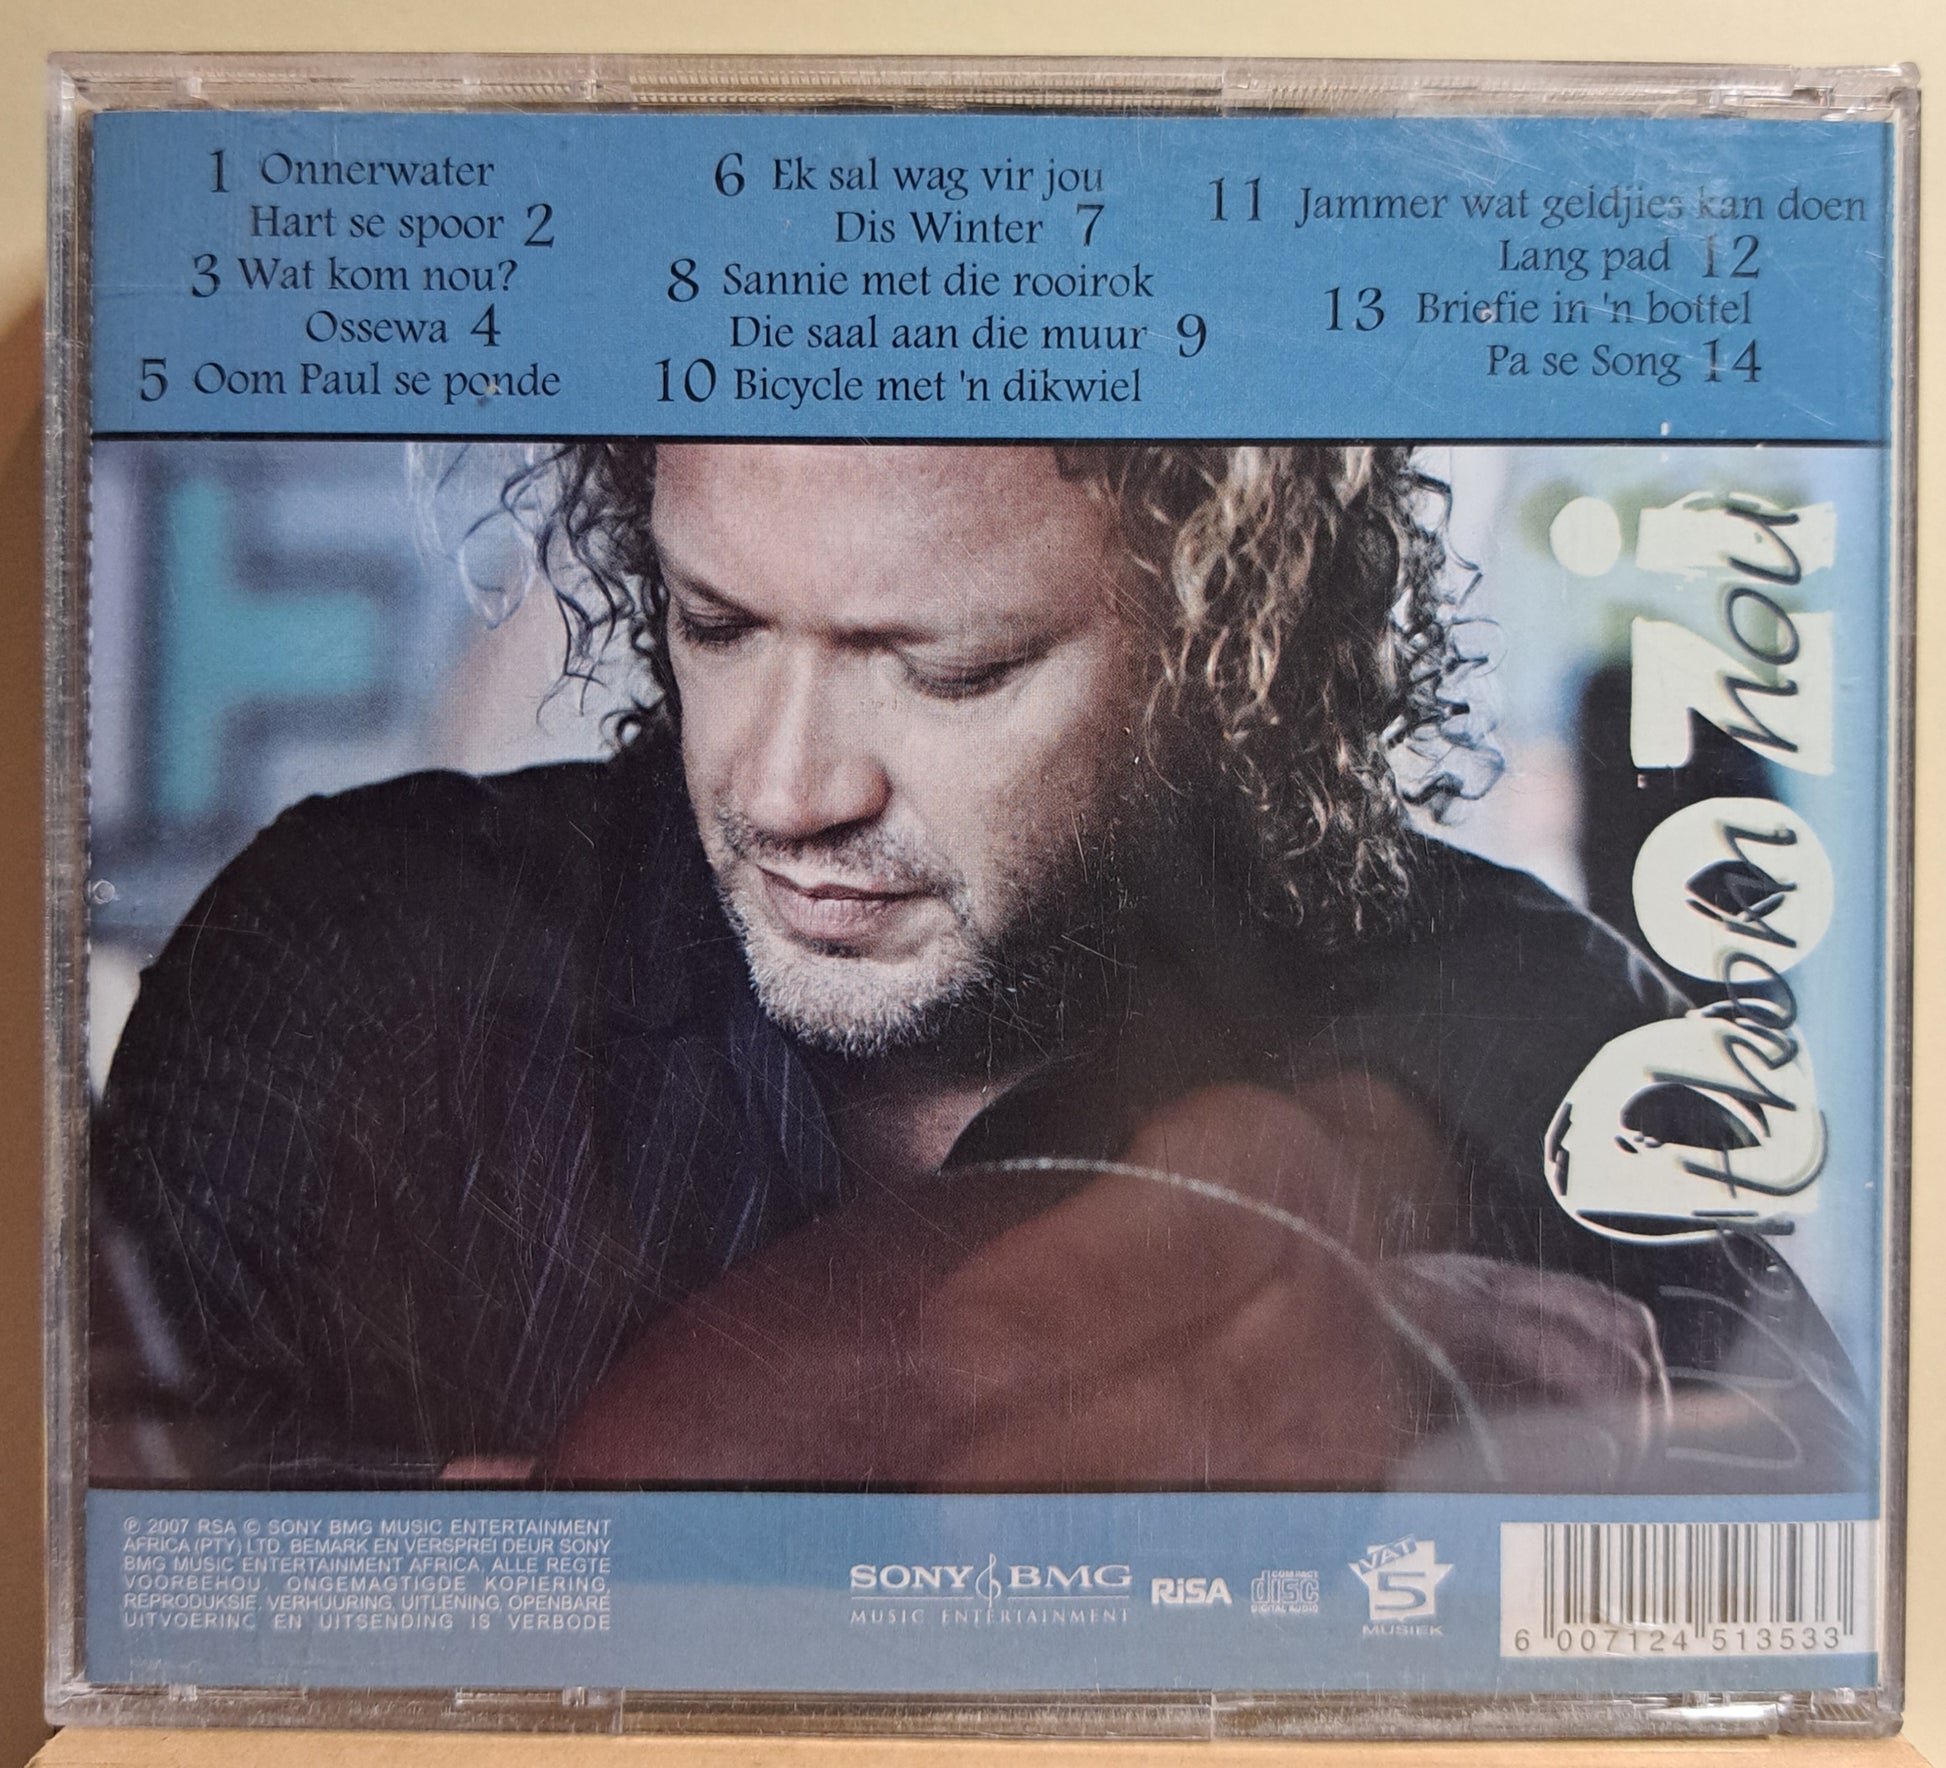 1 Onnerwater
Hart se spoor 2
3 Wat kom nou?
Ossewa 4
5 Oom Paul se ponde
6 Ek sal wag vir jou
Dis Winter 7
8 Sannie met die rooirok
Die saal aan die muur 9
10 Bicycle met 'n dikwiel
11 Jammer wat geldjies kan doen
Lang pad 12
13 Briefie in 'n bottel
Pa se Song 14
Dozi
kom nou
℗ 2007 RSA © SONY BMG MUSIC ENTERTAINMENT
AFRICA (PTY) LTD. BEMARK EN VERSPREI DEUR SONY
BMG MUSIC ENTERTAINMENT AFRICA. ALLE REGTE
VOORBEHOU. ONGEMAGTIGDE KOPIERING,
REPRODUKSIE, VERHUURING, UITLENING, OPENBARE
UITVOERING EN UITSENDING IS VERBODE
SONY BMG
MUSIC ENTERTAINMENT
RiSA
COMPACT
disc
DIGITAL AUDIO
VAT
5
MUSIEK
6 007124 513533